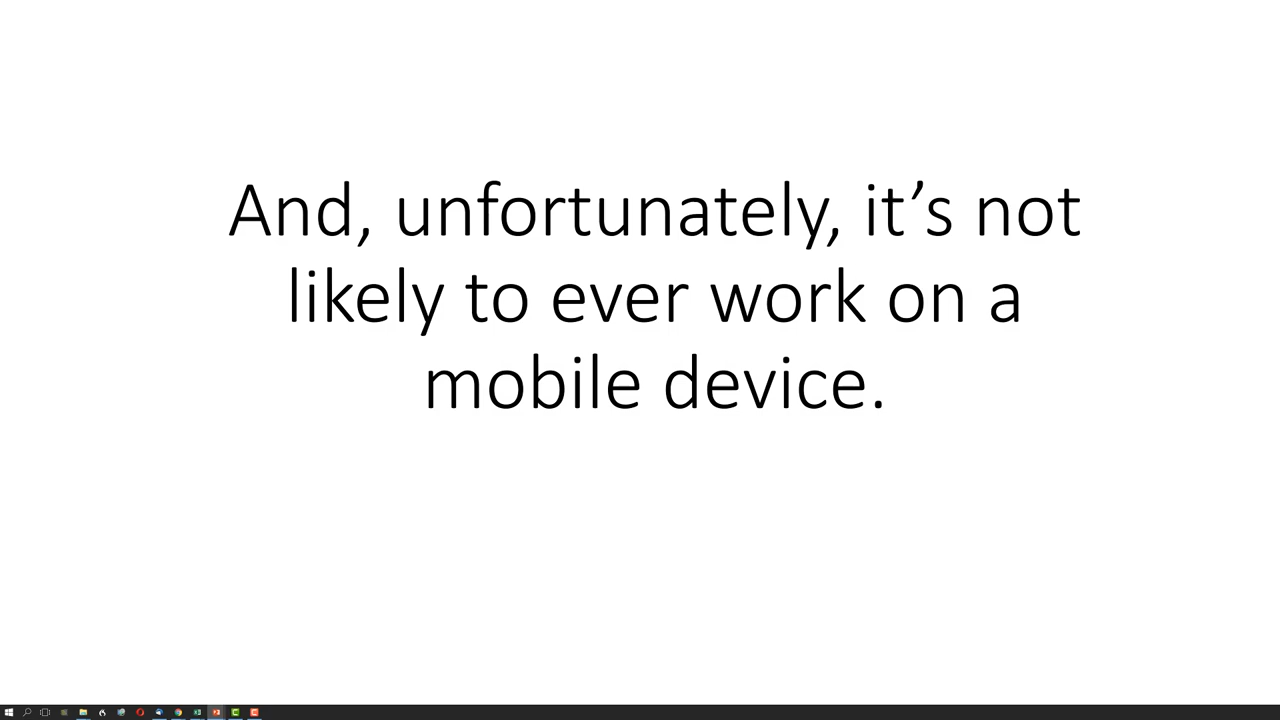 And, unfortunately, it’s not
likely to ever work on a
mobile device.